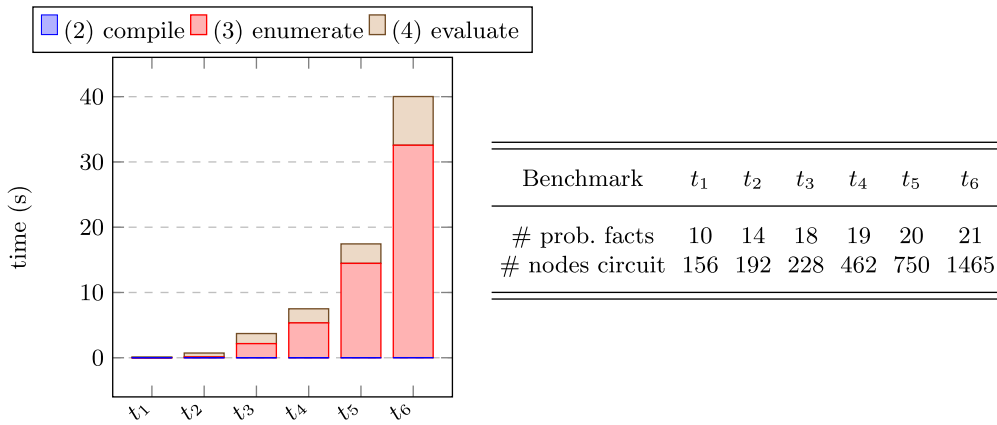 (2) compile (3) enumerate (4) evaluate
40
30
20
10
0
time (s)
t1 t2 t3 t4 t5 t6
Benchmark t1 t2 t3 t4 t5 t6
# prob. facts 10 14 18 19 20 21
# nodes circuit 156 192 228 462 750 1465